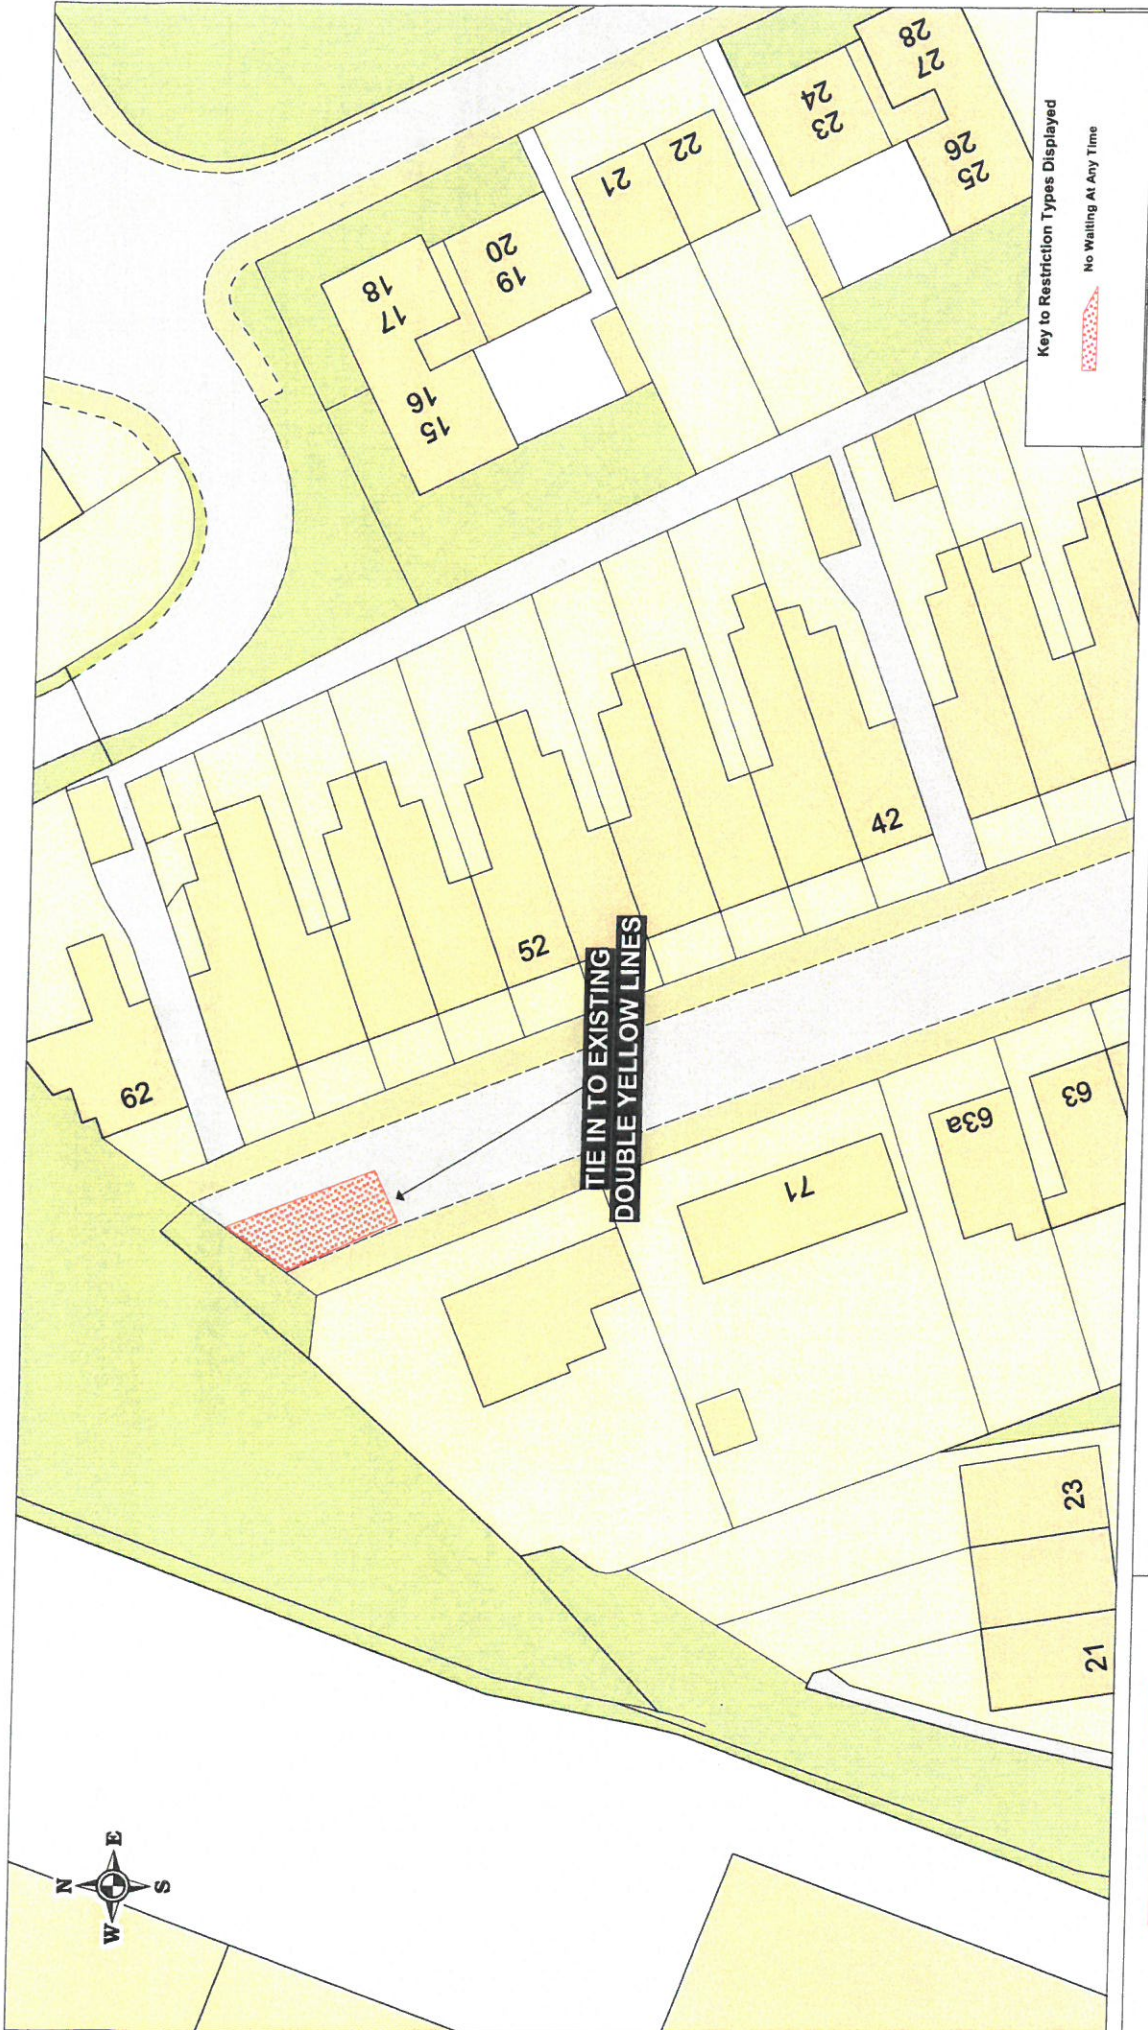 N
W E
S
62
52
42
TIE IN TO EXISTING
DOUBLE YELLOW LINES
71
63a
63
23
21
15
16
17
18
19
20
21
22
23
24
25
26
27
28
Key to Restriction Types Displayed
No Waiting At Any Time